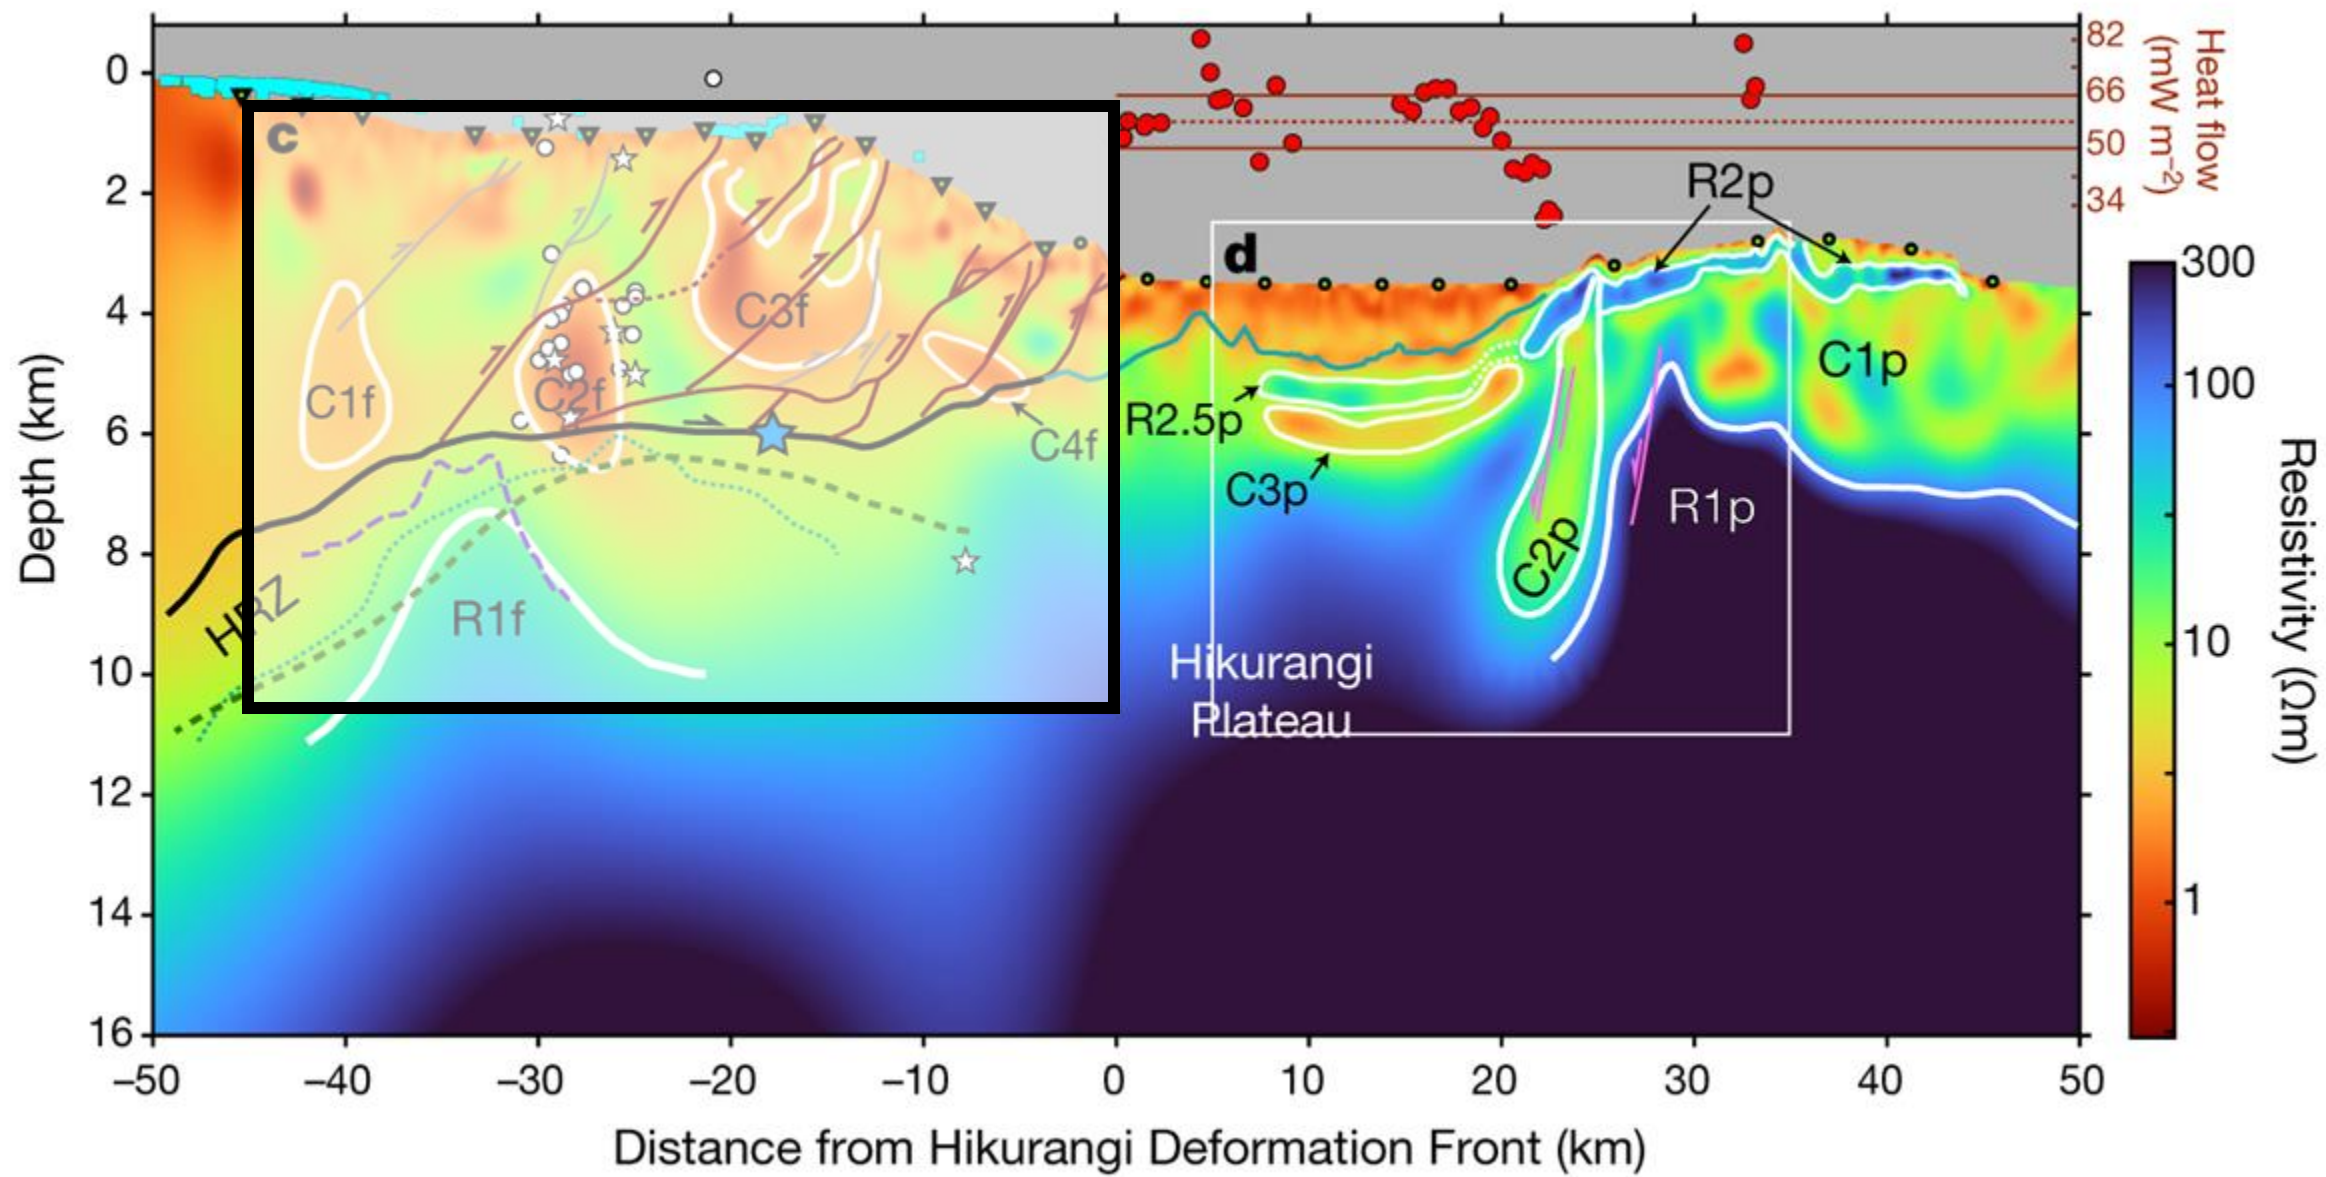 82
Heat flow
(mW m⁻²)
66
50
34
0
2
4
6
8
10
12
14
16
Depth (km)
c
C1f
C2f
C3f
C4f
R1f
HRZ
d
R2p
C1p
R2.5p
C3p
C2p
R1p
Hikurangi
Plateau
300
100
10
1
Resistivity (Ωm)
–50 –40 –30 –20 –10 0 10 20 30 40 50
Distance from Hikurangi Deformation Front (km)